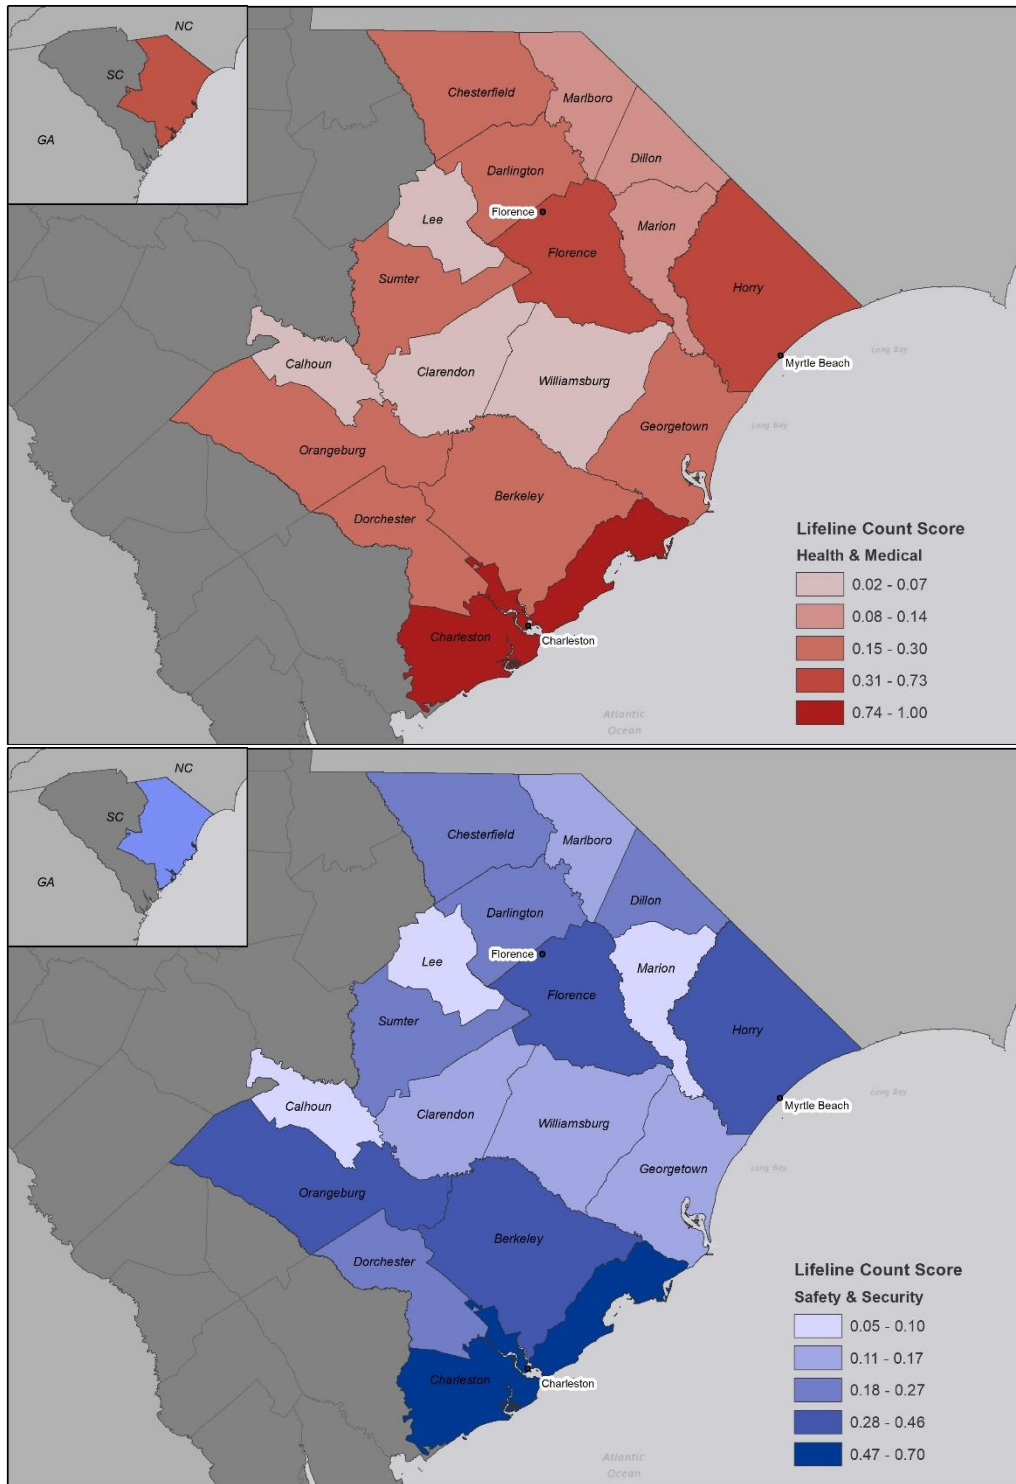 NC
SC
GA
Chesterfield
Marlboro
Dillon
Darlington
Lee
Florence
Marion
Florence
Sumter
Horry
Long Bay
Myrtle Beach
Calhoun
Clarendon
Williamsburg
Georgetown
Long Bay
Orangeburg
Berkeley
Dorchester
Charleston
Charleston
Atlantic
Ocean
Lifeline Count Score
Health & Medical
0.02 - 0.07
0.08 - 0.14
0.15 - 0.30
0.31 - 0.73
0.74 - 1.00
NC
SC
GA
Chesterfield
Marlboro
Dillon
Darlington
Lee
Florence
Marion
Florence
Sumter
Horry
Long Bay
Myrtle Beach
Calhoun
Clarendon
Williamsburg
Georgetown
Long Bay
Orangeburg
Berkeley
Dorchester
Charleston
Charleston
Atlantic
Ocean
Lifeline Count Score
Safety & Security
0.05 - 0.10
0.11 - 0.17
0.18 - 0.27
0.28 - 0.46
0.47 - 0.70